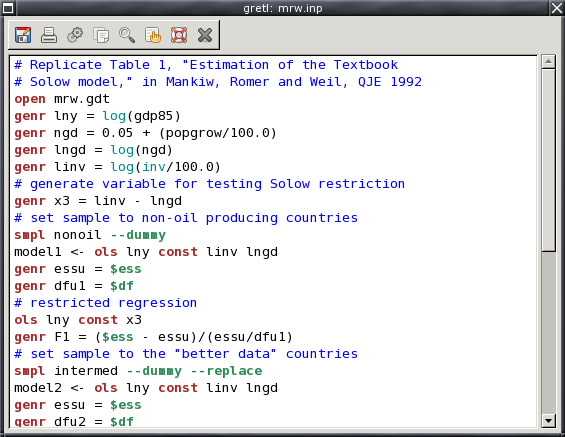 gretl: mrw.inp
# Replicate Table 1, "Estimation of the Textbook
# Solow model," in Mankiw, Romer and Weil, QJE 1992
open mrw.gdt
genr lny = log(gdp85)
genr ngd = 0.05 + (popgrow/100.0)
genr lngd = log(ngd)
genr linv = log(inv/100.0)
# generate variable for testing Solow restriction
genr x3 = linv - lngd
# set sample to non-oil producing countries
smpl nonoil --dummy
model1 <- ols lny const linv lngd
genr essu = $ess
genr dfu1 = $df
# restricted regression
ols lny const x3
genr F1 = ($ess - essu)/(essu/dfu1)
# set sample to the "better data" countries
smpl intermed --dummy --replace
model2 <- ols lny const linv lngd
genr essu = $ess
genr dfu2 = $df